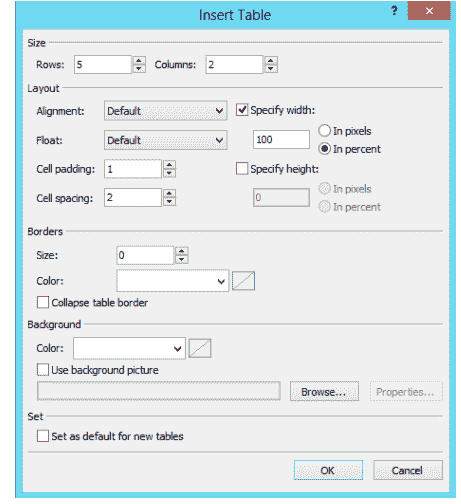 Insert Table ? ×
Size
Rows: 5 Columns: 2
Layout
Alignment: Default Specify width:
Float: Default 100 In pixels
In percent
Cell padding: 1 Specify height:
Cell spacing: 2 0 In pixels
In percent
Borders
Size: 0
Color:
Collapse table border
Background
Color:
Use background picture
Browse... Properties...
Set
Set as default for new tables
OK Cancel